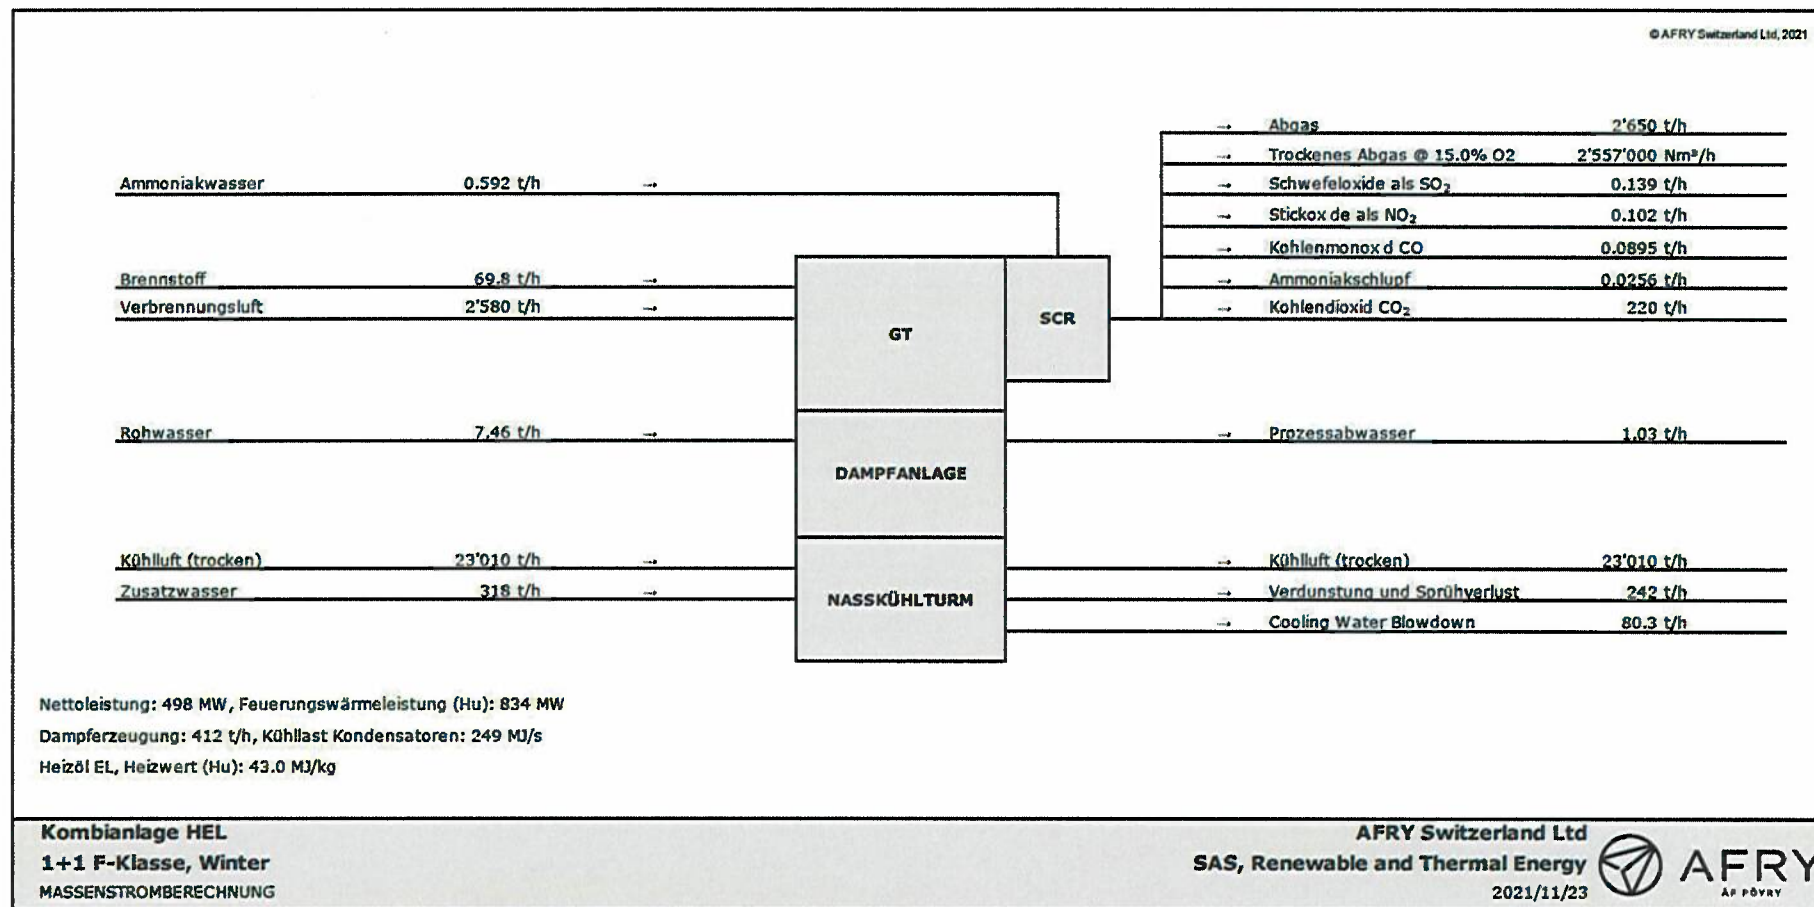 © AFRY Switzerland Ltd, 2021
→ Abgas 2'650 t/h
→ Trockenes Abgas @ 15.0% O2 2'557'000 Nm³/h
Ammoniakwasser 0.592 t/h →
→ Schwefeloxide als SO₂ 0.139 t/h
→ Stickox de als NO₂ 0.102 t/h
→ Kohlenmonox d CO 0.0895 t/h
Brennstoff 69.8 t/h →
→ Ammoniakschlupf 0.0256 t/h
Verbrennungsluft 2'580 t/h →
→ Kohlendioxid CO₂ 220 t/h
GT
SCR
Rohwasser 7.46 t/h →
→ Prozessabwasser 1.03 t/h
DAMPFANLAGE
Kühlluft (trocken) 23'010 t/h →
→ Kühlluft (trocken) 23'010 t/h
Zusatzwasser 318 t/h →
NASSKÜHLTURM
→ Verdunstung und Sprühverlust 242 t/h
→ Cooling Water Blowdown 80.3 t/h
Nettoleistung: 498 MW, Feuerungswärmeleistung (Hu): 834 MW
Dampferzeugung: 412 t/h, Kühllast Kondensatoren: 249 MJ/s
Heizöl EL, Heizwert (Hu): 43.0 MJ/kg
Kombianlage HEL
1+1 F-Klasse, Winter
MASSENSTROMBERECHNUNG
AFRY Switzerland Ltd
SAS, Renewable and Thermal Energy
2021/11/23
AFRY
ÅF PÖYRY